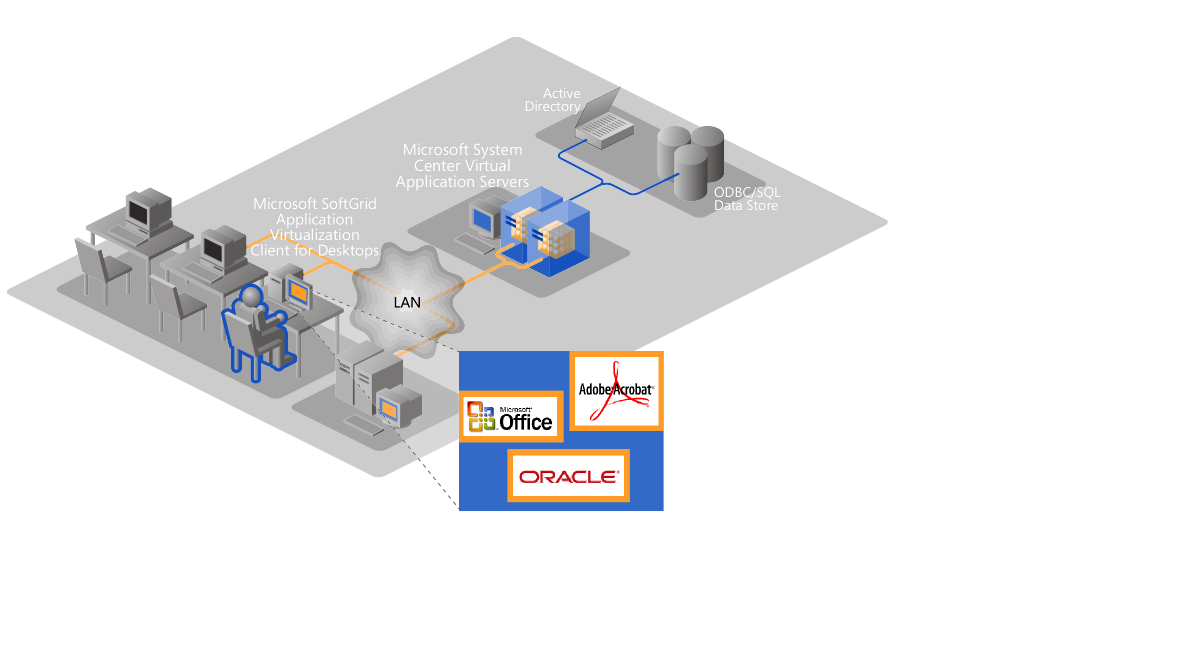 Active
Directory
Microsoft System
Center Virtual
Application Servers
ODBC/SQL
Data Store
Microsoft SoftGrid
Application
Virtualization
Client for Desktops
LAN
Adobe Acrobat®
Microsoft®
Office
ORACLE®